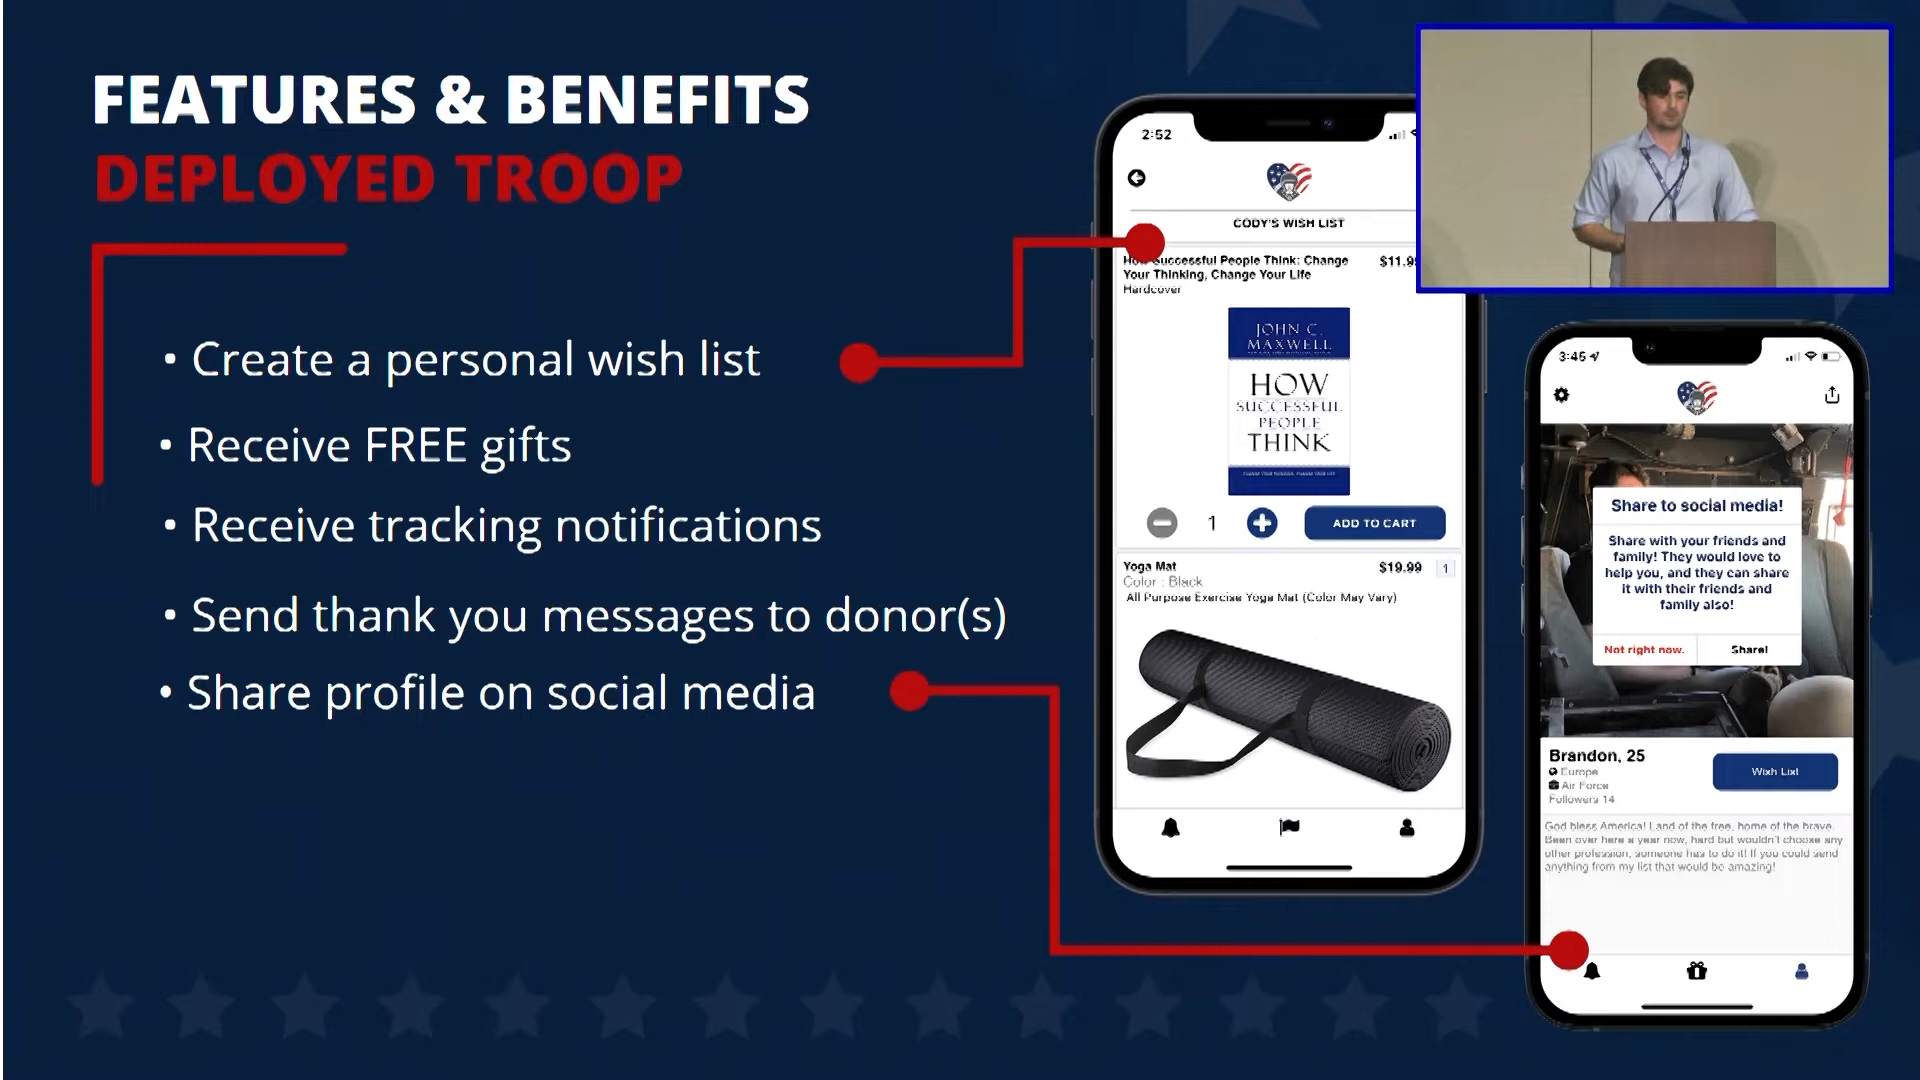 FEATURES & BENEFITS
DEPLOYED TROOP
• Create a personal wish list
• Receive FREE gifts
• Receive tracking notifications
• Send thank you messages to donor(s)
• Share profile on social media
2:52
CODY'S WISH LIST
How Successful People Think: Change
Your Thinking, Change Your Life
$11.9
Hardcover
JOHN C.
MAXWELL
HOW
SUCCESSFUL
PEOPLE
THINK
1
ADD TO CART
Yoga Mat
$19.99
1
Color : Black
All Purpose Exercise Yoga Mat (Color May Vary)
3:45
Share to social media!
Share with your friends and
family! They would love to
help you, and they can share
it with their friends and
family also!
Not right now.
Share!
Brandon, 25
Wish List
Europe
Air Force
Followers 14
God bless America! Land of the free, home of the brave.
Been over here a year now, hard but wouldn't choose any
other profession, someone has to do it! If you could send
anything from my list that would be amazing!